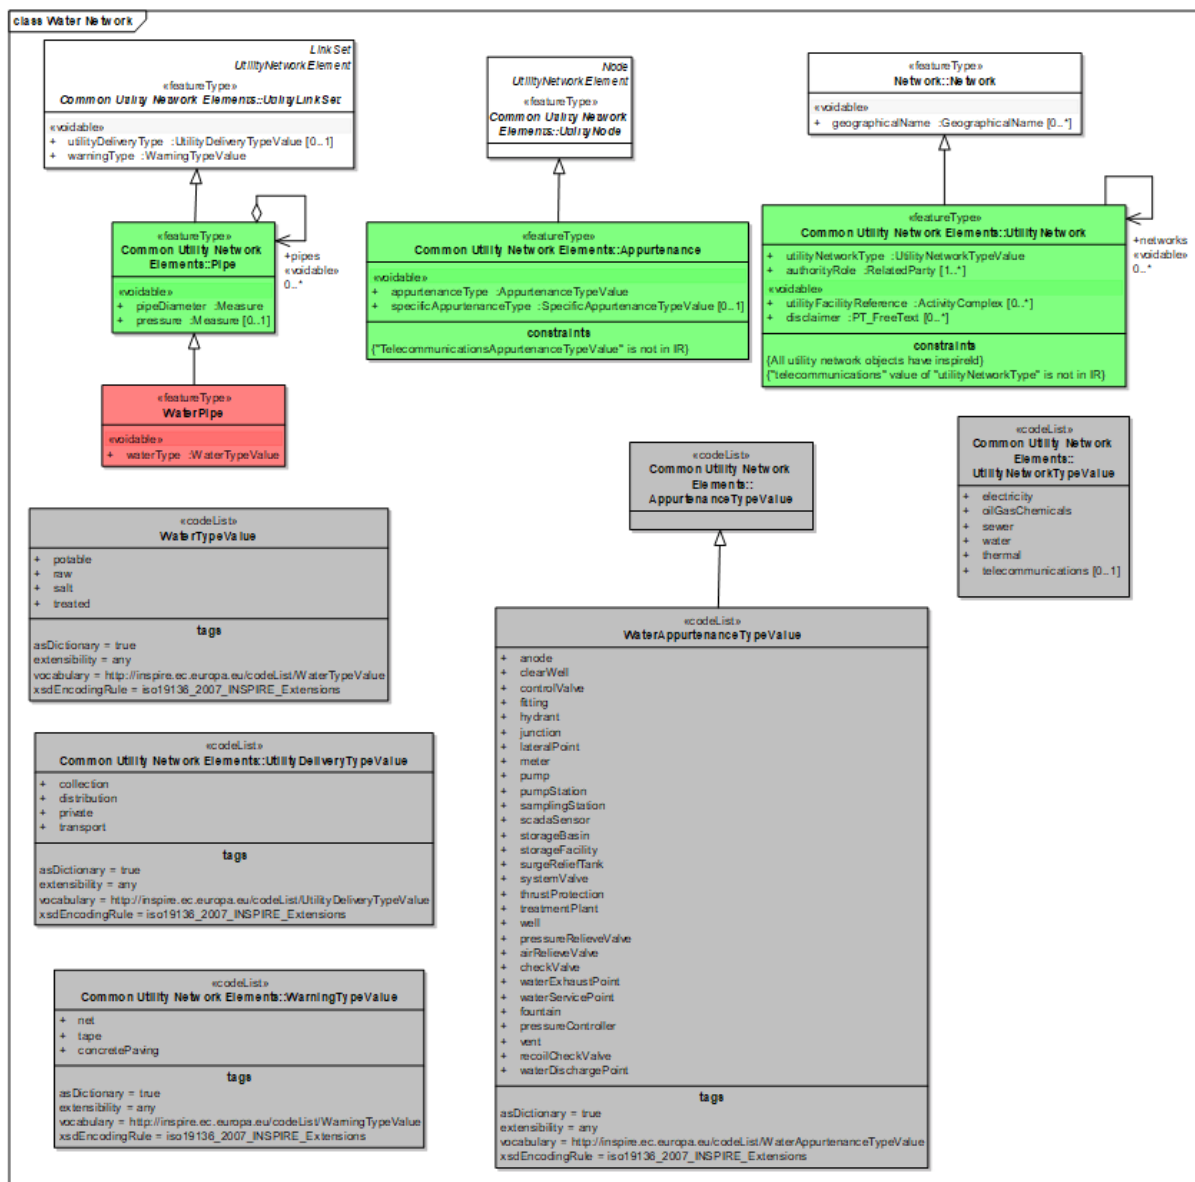 class Water Network
LinkSet
UtilityNetworkElement
«featureType»
Common Utility Network Elements::UtilityLinkSet
«voidable»
+ utilityDeliveryType :UtilityDeliveryTypeValue [0..1]
+ warningType :WarningTypeValue
Node
UtilityNetworkElement
«featureType»
Common Utility Network
Elements::UtilityNode
«featureType»
Network::Network
«voidable»
+ geographicalName :GeographicalName [0..*]
«featureType»
Common Utility Network
Elements::Pipe
«voidable»
+ pipeDiameter :Measure
+ pressure :Measure [0..1]
+pipes
«voidable»
0..*
«featureType»
Common Utility Network Elements::Appurtenance
«voidable»
+ appurtenanceType :AppurtenanceTypeValue
+ specificAppurtenanceType :SpecificAppurtenanceTypeValue [0..1]
constraints
{"TelecommunicationsAppurtenanceTypeValue" is not in IR}
«featureType»
Common Utility Network Elements::UtilityNetwork
+ utilityNetworkType :UtilityNetworkTypeValue
+ authorityRole :RelatedParty [1..*]
«voidable»
+ utilityFacilityReference :ActivityComplex [0..*]
+ disclaimer :PT_FreeText [0..*]
constraints
{All utility network objects have inspireId}
{"telecommunications" value of "utilityNetworkType" is not in IR}
+networks
«voidable»
0..*
«featureType»
WaterPipe
«voidable»
+ waterType :WaterTypeValue
«codeList»
Common Utility Network
Elements::
AppurtenanceTypeValue
«codeList»
Common Utility Network
Elements::
UtilityNetworkTypeValue
+ electricity
+ oilGasChemicals
+ sewer
+ water
+ thermal
+ telecommunications [0..1]
«codeList»
WaterTypeValue
+ potable
+ raw
+ salt
+ treated
tags
asDictionary = true
extensibility = any
vocabulary = http://inspire.ec.europa.eu/codeList/WaterTypeValue
xsdEncodingRule = iso19136_2007_INSPIRE_Extensions
«codeList»
Common Utility Network Elements::UtilityDeliveryTypeValue
+ collection
+ distribution
+ private
+ transport
tags
asDictionary = true
extensibility = any
vocabulary = http://inspire.ec.europa.eu/codeList/UtilityDeliveryTypeValue
xsdEncodingRule = iso19136_2007_INSPIRE_Extensions
«codeList»
Common Utility Network Elements::WarningTypeValue
+ net
+ tape
+ concretePaving
tags
asDictionary = true
extensibility = any
vocabulary = http://inspire.ec.europa.eu/codeList/WarningTypeValue
xsdEncodingRule = iso19136_2007_INSPIRE_Extensions
«codeList»
WaterAppurtenanceTypeValue
+ anode
+ clearWell
+ controlValve
+ fitting
+ hydrant
+ junction
+ lateralPoint
+ meter
+ pump
+ pumpStation
+ samplingStation
+ scadaSensor
+ storageBasin
+ storageFacility
+ surgeReliefTank
+ systemValve
+ thrustProtection
+ treatmentPlant
+ well
+ pressureRelieveValve
+ airRelieveValve
+ checkValve
+ waterExhaustPoint
+ waterServicePoint
+ fountain
+ pressureController
+ vent
+ recoilCheckValve
+ waterDischargePoint
tags
asDictionary = true
extensibility = any
vocabulary = http://inspire.ec.europa.eu/codeList/WaterAppurtenanceTypeValue
xsdEncodingRule = iso19136_2007_INSPIRE_Extensions